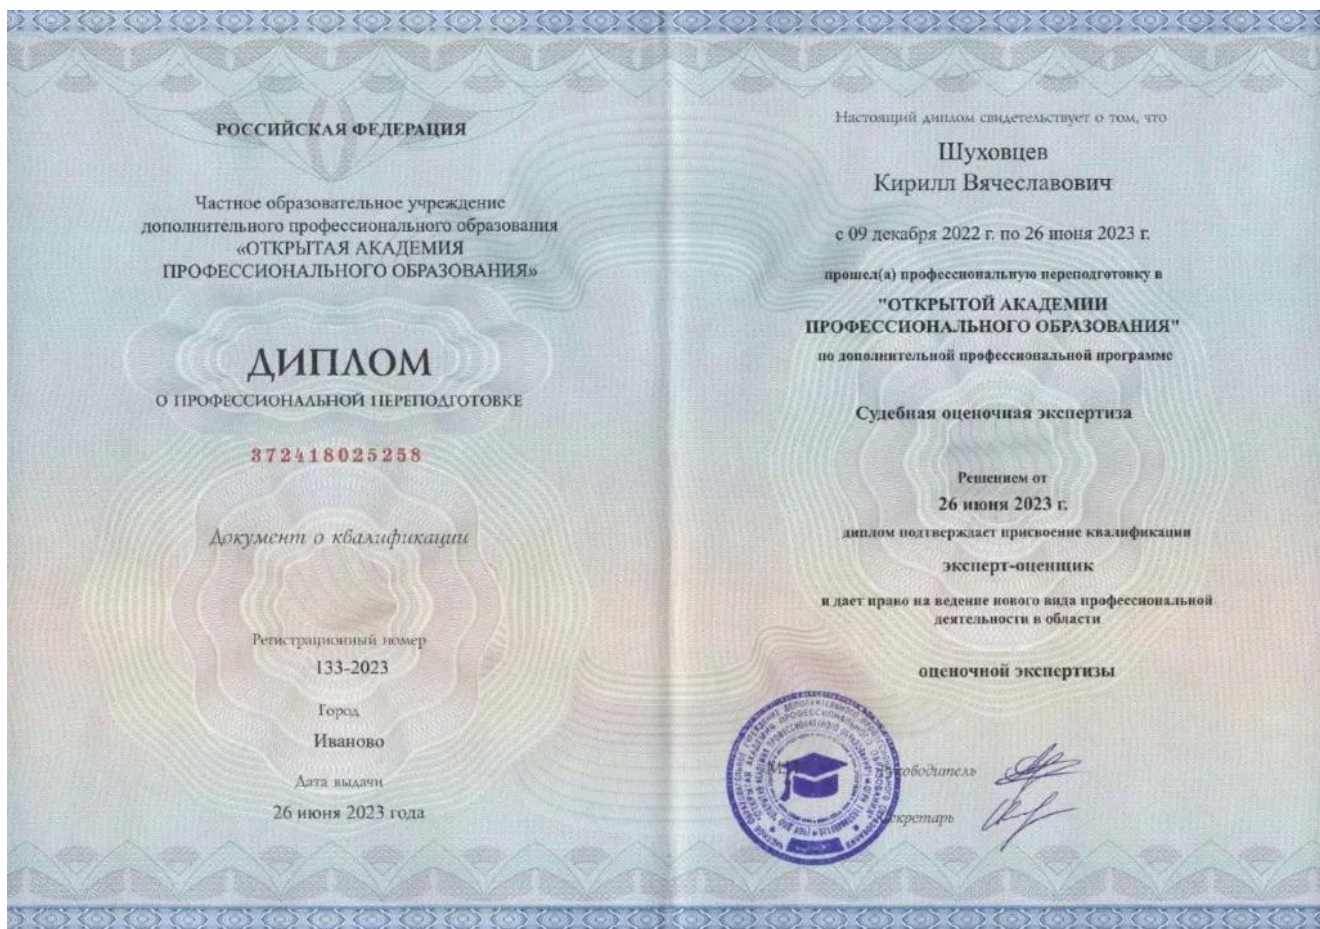 РОССИЙСКАЯ ФЕДЕРАЦИЯ
Частное образовательное учреждение
дополнительного профессионального образования
«ОТКРЫТАЯ АКАДЕМИЯ
ПРОФЕССИОНАЛЬНОГО ОБРАЗОВАНИЯ»
ДИПЛОМ
О ПРОФЕССИОНАЛЬНОЙ ПЕРЕПОДГОТОВКЕ
372418025258
Документ о квалификации
Регистрационный номер
133-2023
Город
Иваново
Дата выдачи
26 июня 2023 года
Настоящий диплом свидетельствует о том, что
Шуховцев
Кирилл Вячеславович
с 09 декабря 2022 г. по 26 июня 2023 г.
прошел(а) профессиональную переподготовку в
"ОТКРЫТОЙ АКАДЕМИИ
ПРОФЕССИОНАЛЬНОГО ОБРАЗОВАНИЯ"
по дополнительной профессиональной программе
Судебная оценочная экспертиза
Решением от
26 июня 2023 г.
диплом подтверждает присвоение квалификации
эксперт-оценщик
и дает право на ведение нового вида профессиональной
деятельности в области
оценочной экспертизы
Руководитель
Секретарь